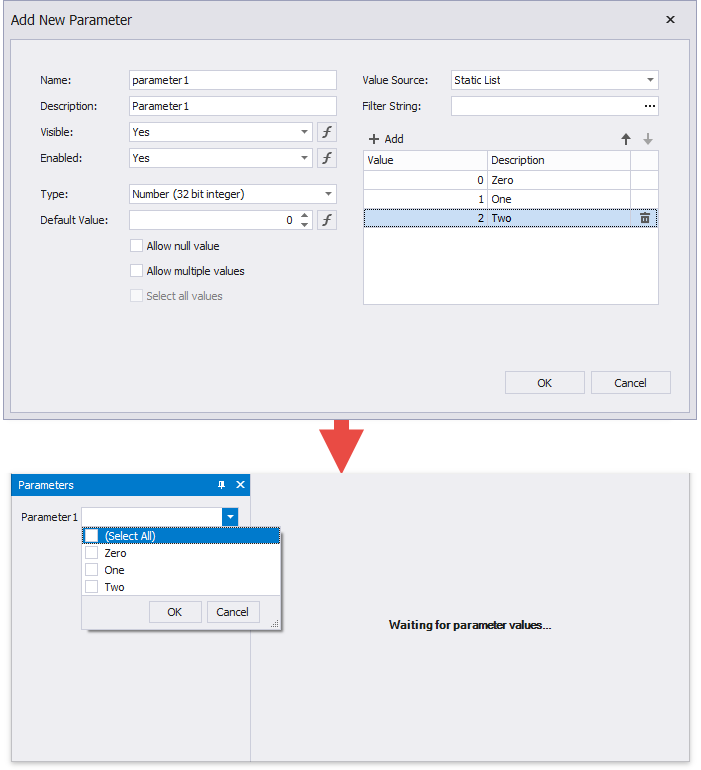 Add New Parameter
Name: parameter1
Description: Parameter1
Visible: Yes
Enabled: Yes
Type: Number (32 bit integer)
Default Value: 0
Allow null value
Allow multiple values
Select all values
Value Source: Static List
Filter String:
Add
Value Description
0 Zero
1 One
2 Two
OK Cancel
Parameters
Parameter1
(Select All)
Zero
One
Two
OK Cancel
Waiting for parameter values...